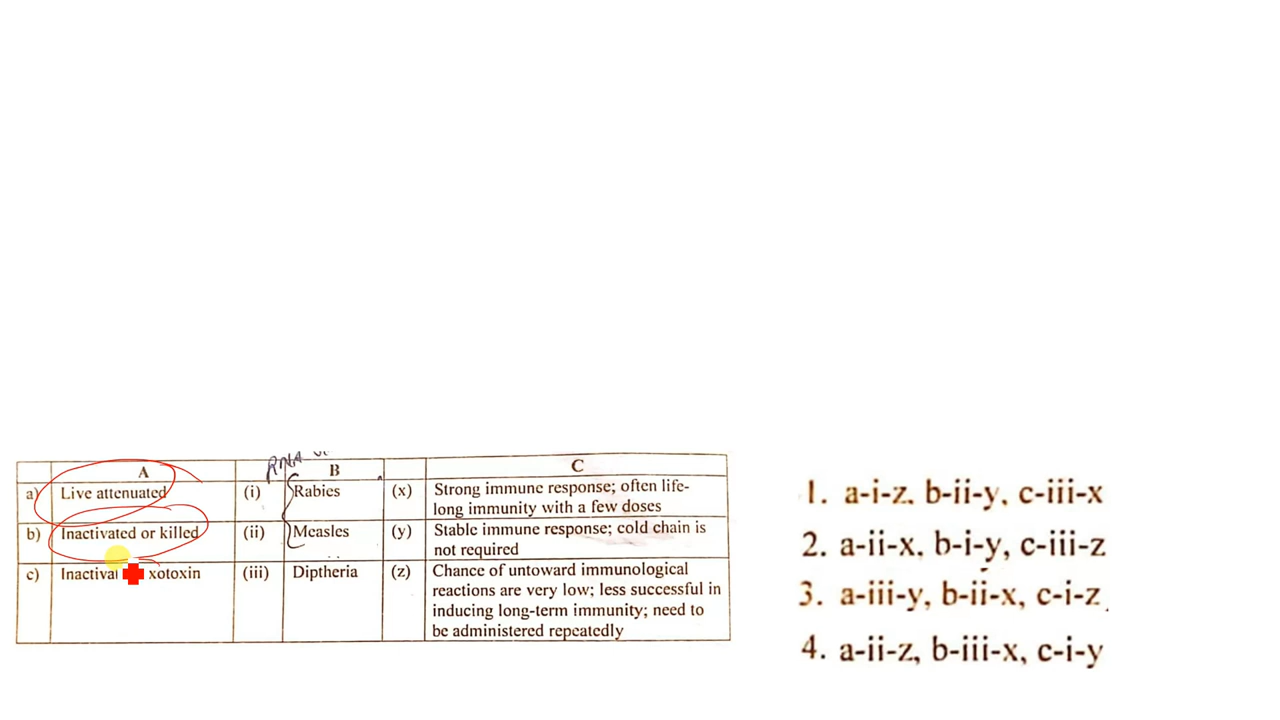 RNA
A B C
a) Live attenuated (i) Rabies (x) Strong immune response; often life-
long immunity with a few doses
b) Inactivated or killed (ii) Measles (y) Stable immune response; cold chain is
not required
c) xotoxin (iii) Diptheria (z) Chance of untoward immunological
reactions are very low; less successful in
inducing long-term immunity; need to
be administered repeatedly
1. a-i-z. b-ii-y, c-iii-x
2. a-ii-x. b-i-y, c-iii-z
3. a-iii-y, b-ii-x, c-i-z
4. a-ii-z, b-iii-x, c-i-y